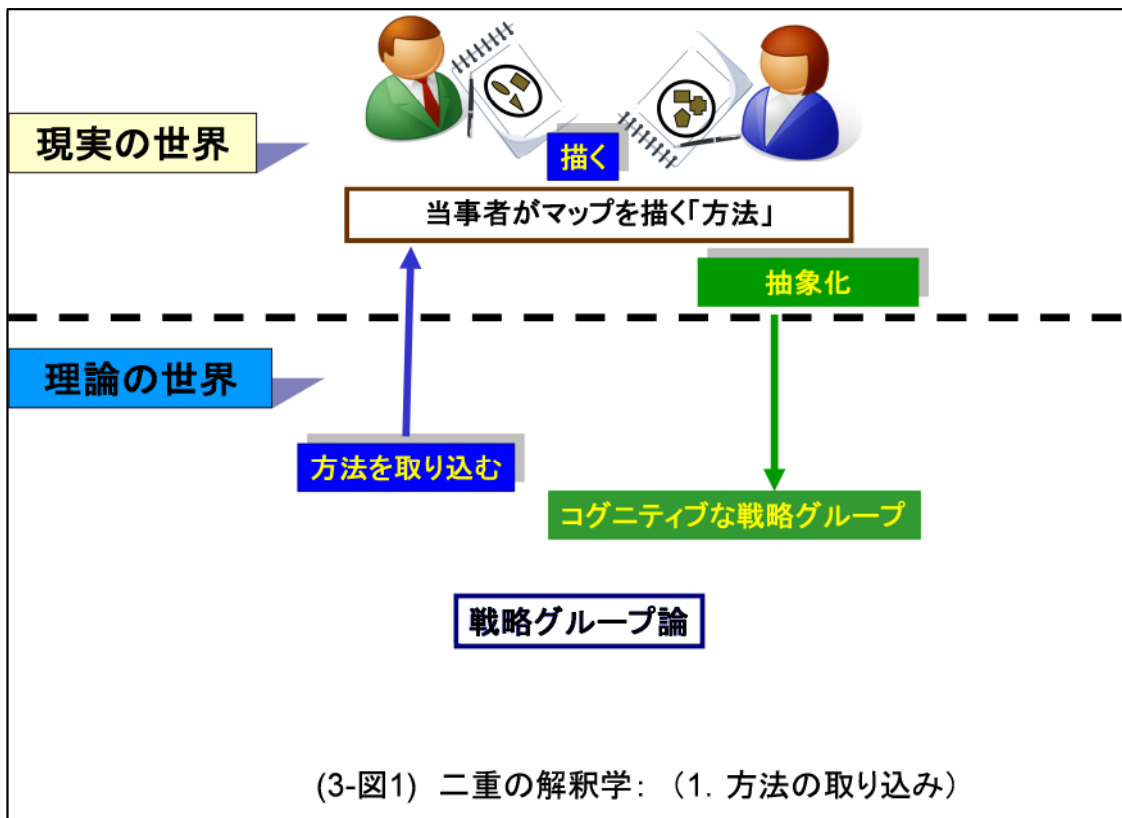 現実の世界
描く
当事者がマップを描く「方法」
抽象化
理論の世界
方法を取り込む
コグニティブな戦略グループ
戦略グループ論
(3-図1) 二重の解釈学: (1. 方法の取り込み)